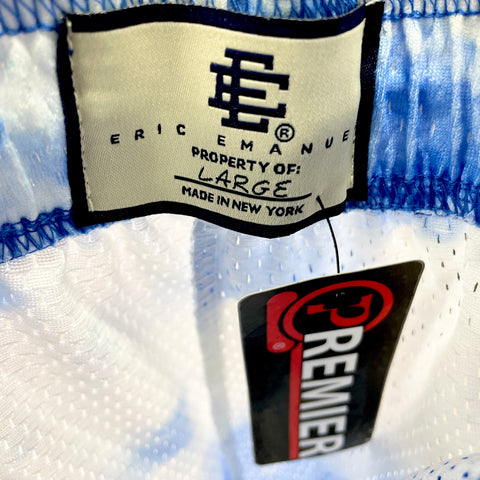 EE®
ERIC EMANUE
PROPERTY OF:
LARGE
MADE IN NEW YORK
PREMIER
®